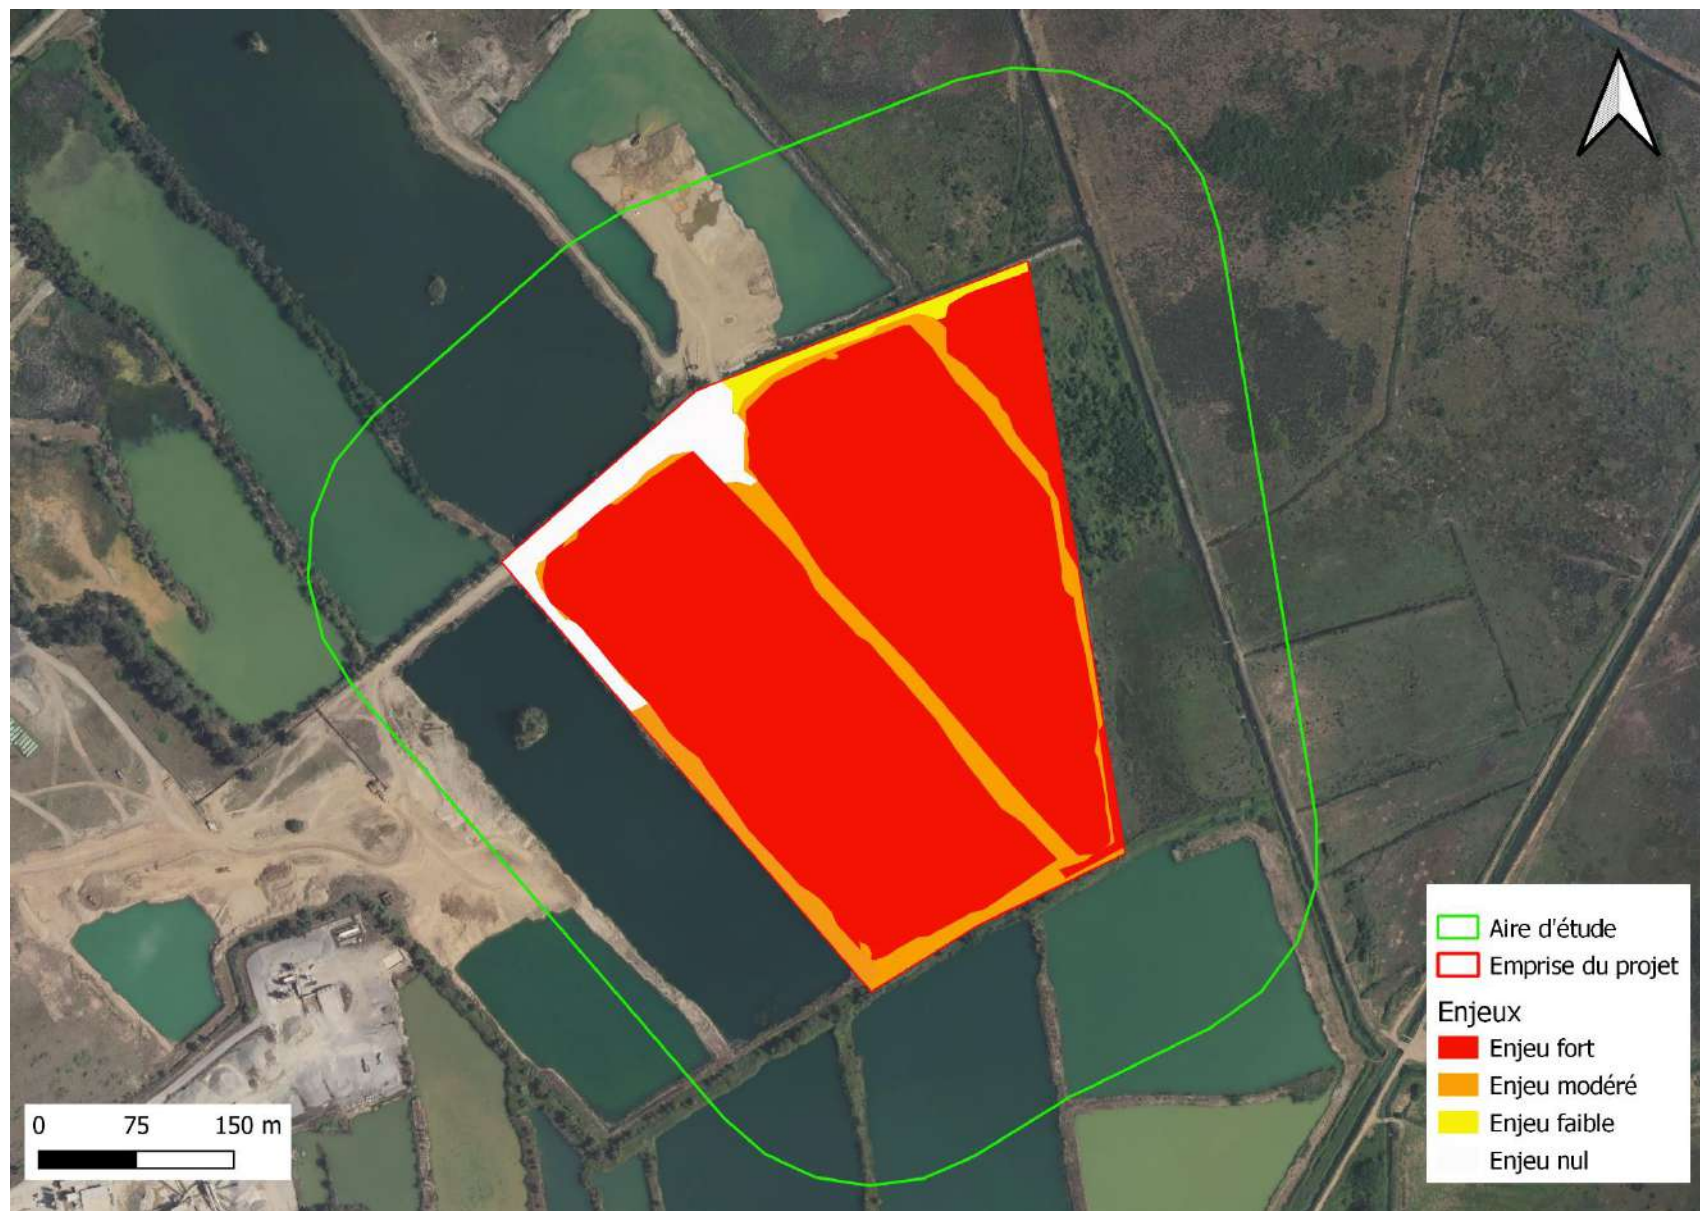 Aire d'étude
Emprise du projet
Enjeux
Enjeu fort
Enjeu modéré
Enjeu faible
Enjeu nul
0 75 150 m